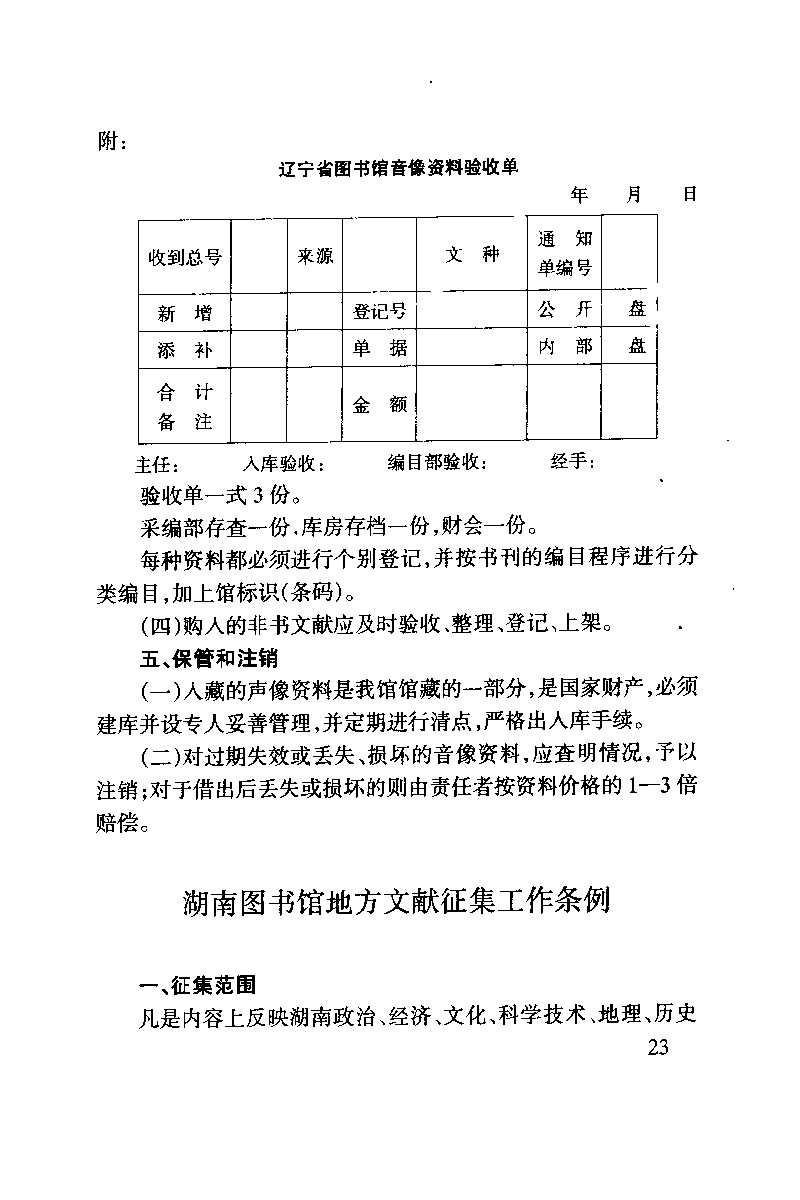 附：
辽宁省图书馆音像资料验收单
年 月 日
收到总号 来源 文 种 通 知
单编号
新 增 登记号 公 开 盘
添 补 单 据 内 部 盘
合 计
备 注 金 额
主任： 入库验收： 编目部验收： 经手：
验收单一式 3 份。
采编部存查一份,库房存档一份,财会一份。
每种资料都必须进行个别登记,并按书刊的编目程序进行分
类编目,加上馆标识(条码)。
(四)购入的非书文献应及时验收、整理、登记、上架。
五、保管和注销
(一)入藏的声像资料是我馆馆藏的一部分,是国家财产,必须
建库并设专人妥善管理,并定期进行清点,严格出入库手续。
(二)对过期失效或丢失、损坏的音像资料,应查明情况,予以
注销;对于借出后丢失或损坏的则由责任者按资料价格的 1—3 倍
赔偿。
湖南图书馆地方文献征集工作条例
一、征集范围
凡是内容上反映湖南政治、经济、文化、科学技术、地理、历史
23